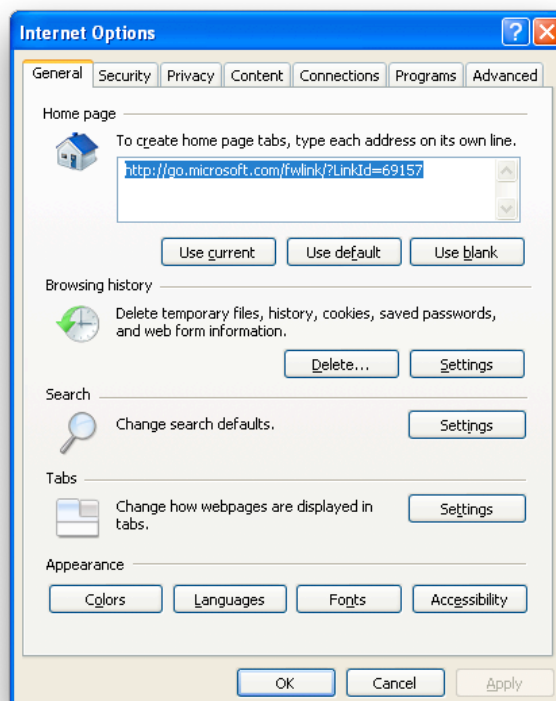 Internet Options
General Security Privacy Content Connections Programs Advanced
Home page
To create home page tabs, type each address on its own line.
http://go.microsoft.com/fwlink/?LinkId=69157
Use current Use default Use blank
Browsing history
Delete temporary files, history, cookies, saved passwords,
and web form information.
Delete... Settings
Search
Change search defaults.
Settings
Tabs
Change how webpages are displayed in
tabs.
Settings
Appearance
Colors Languages Fonts Accessibility
OK Cancel Apply